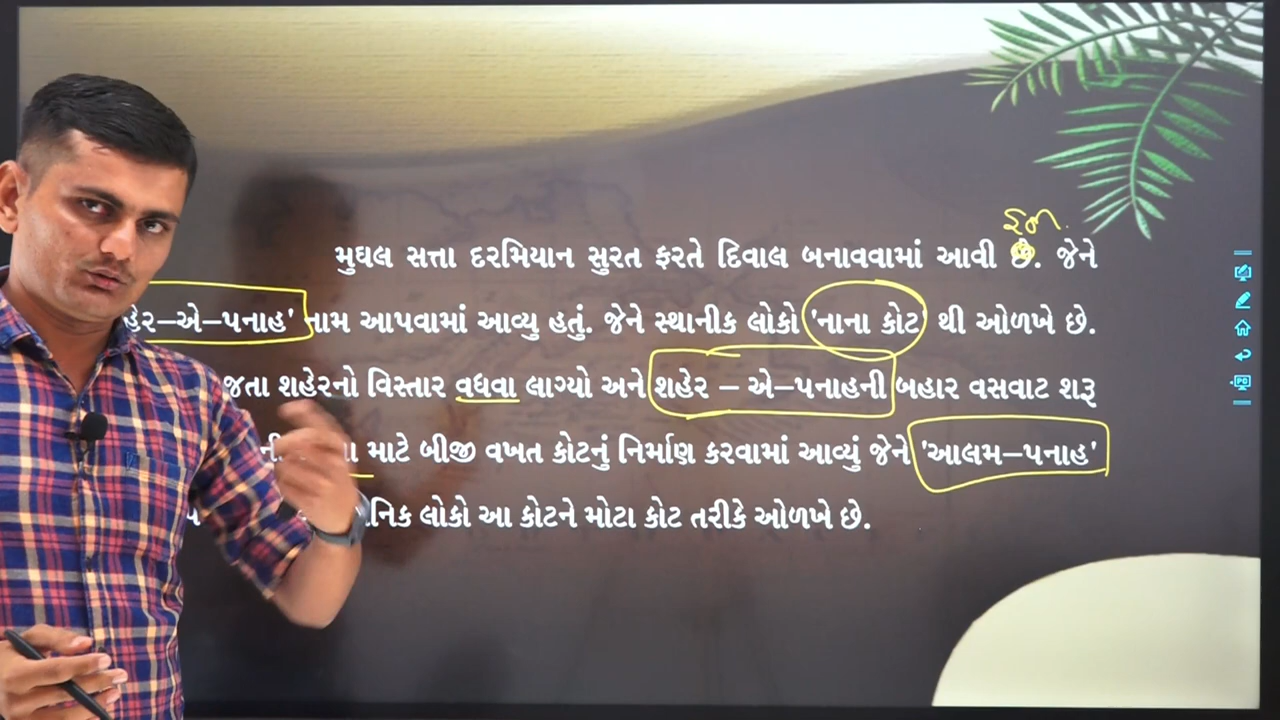 હતી.
મુઘલ સત્તા દરમિયાન સુરત ફરતે દિવાલ બનાવવામાં આવી છે. જેને
હેર–એ–પનાહ' નામ આપવામાં આવ્યુ હતું. જેને સ્થાનીક લોકો 'નાના કોટ' થી ઓળખે છે.
જતા શહેરનો વિસ્તાર વધવા લાગ્યો અને શહેર – એ–પનાહની બહાર વસવાટ શરૂ
માટે બીજી વખત કોટનું નિર્માણ કરવામાં આવ્યું જેને 'આલમ–પનાહ'
નિક લોકો આ કોટને મોટા કોટ તરીકે ઓળખે છે.